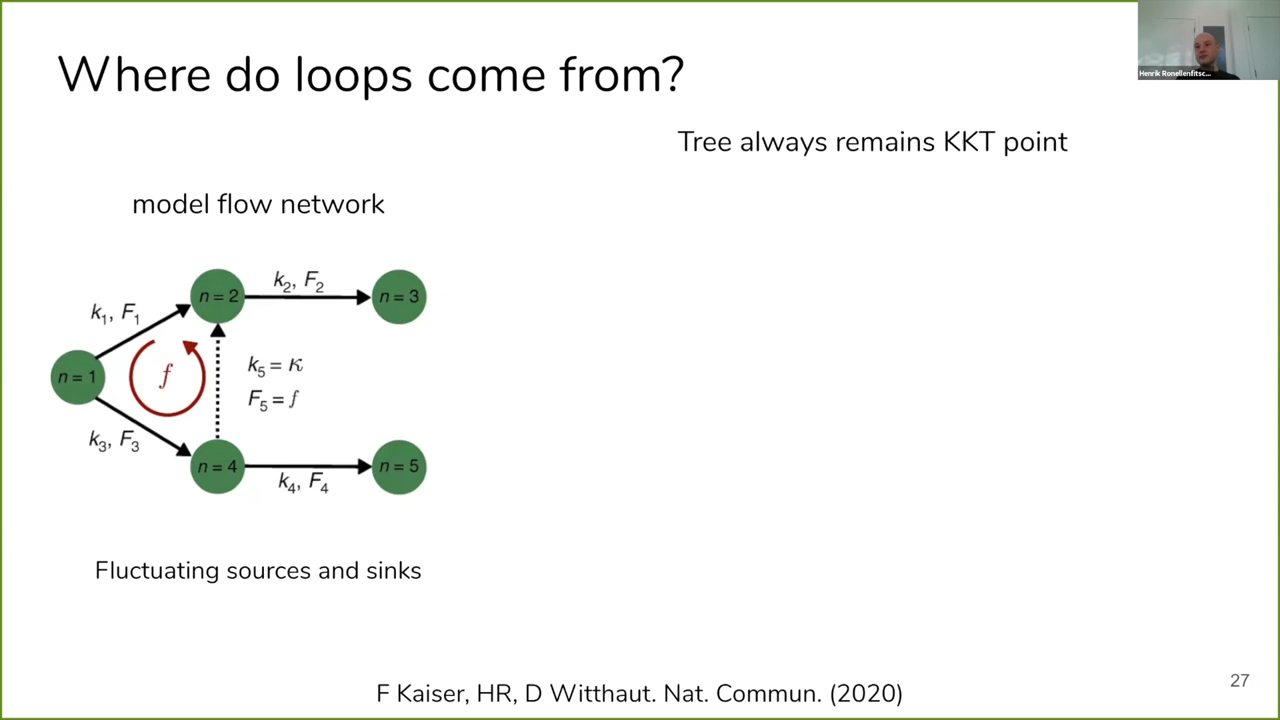 Where do loops come from?
Henrik Ronellenfitsc...
Tree always remains KKT point
model flow network
k₂, F₂
n = 2
n = 3
k₁, F₁
f
k₅ = κ
n = 1
F₅ = f
k₃, F₃
n = 4
n = 5
k₄, F₄
Fluctuating sources and sinks
F Kaiser, HR, D Witthaut. Nat. Commun. (2020)
27